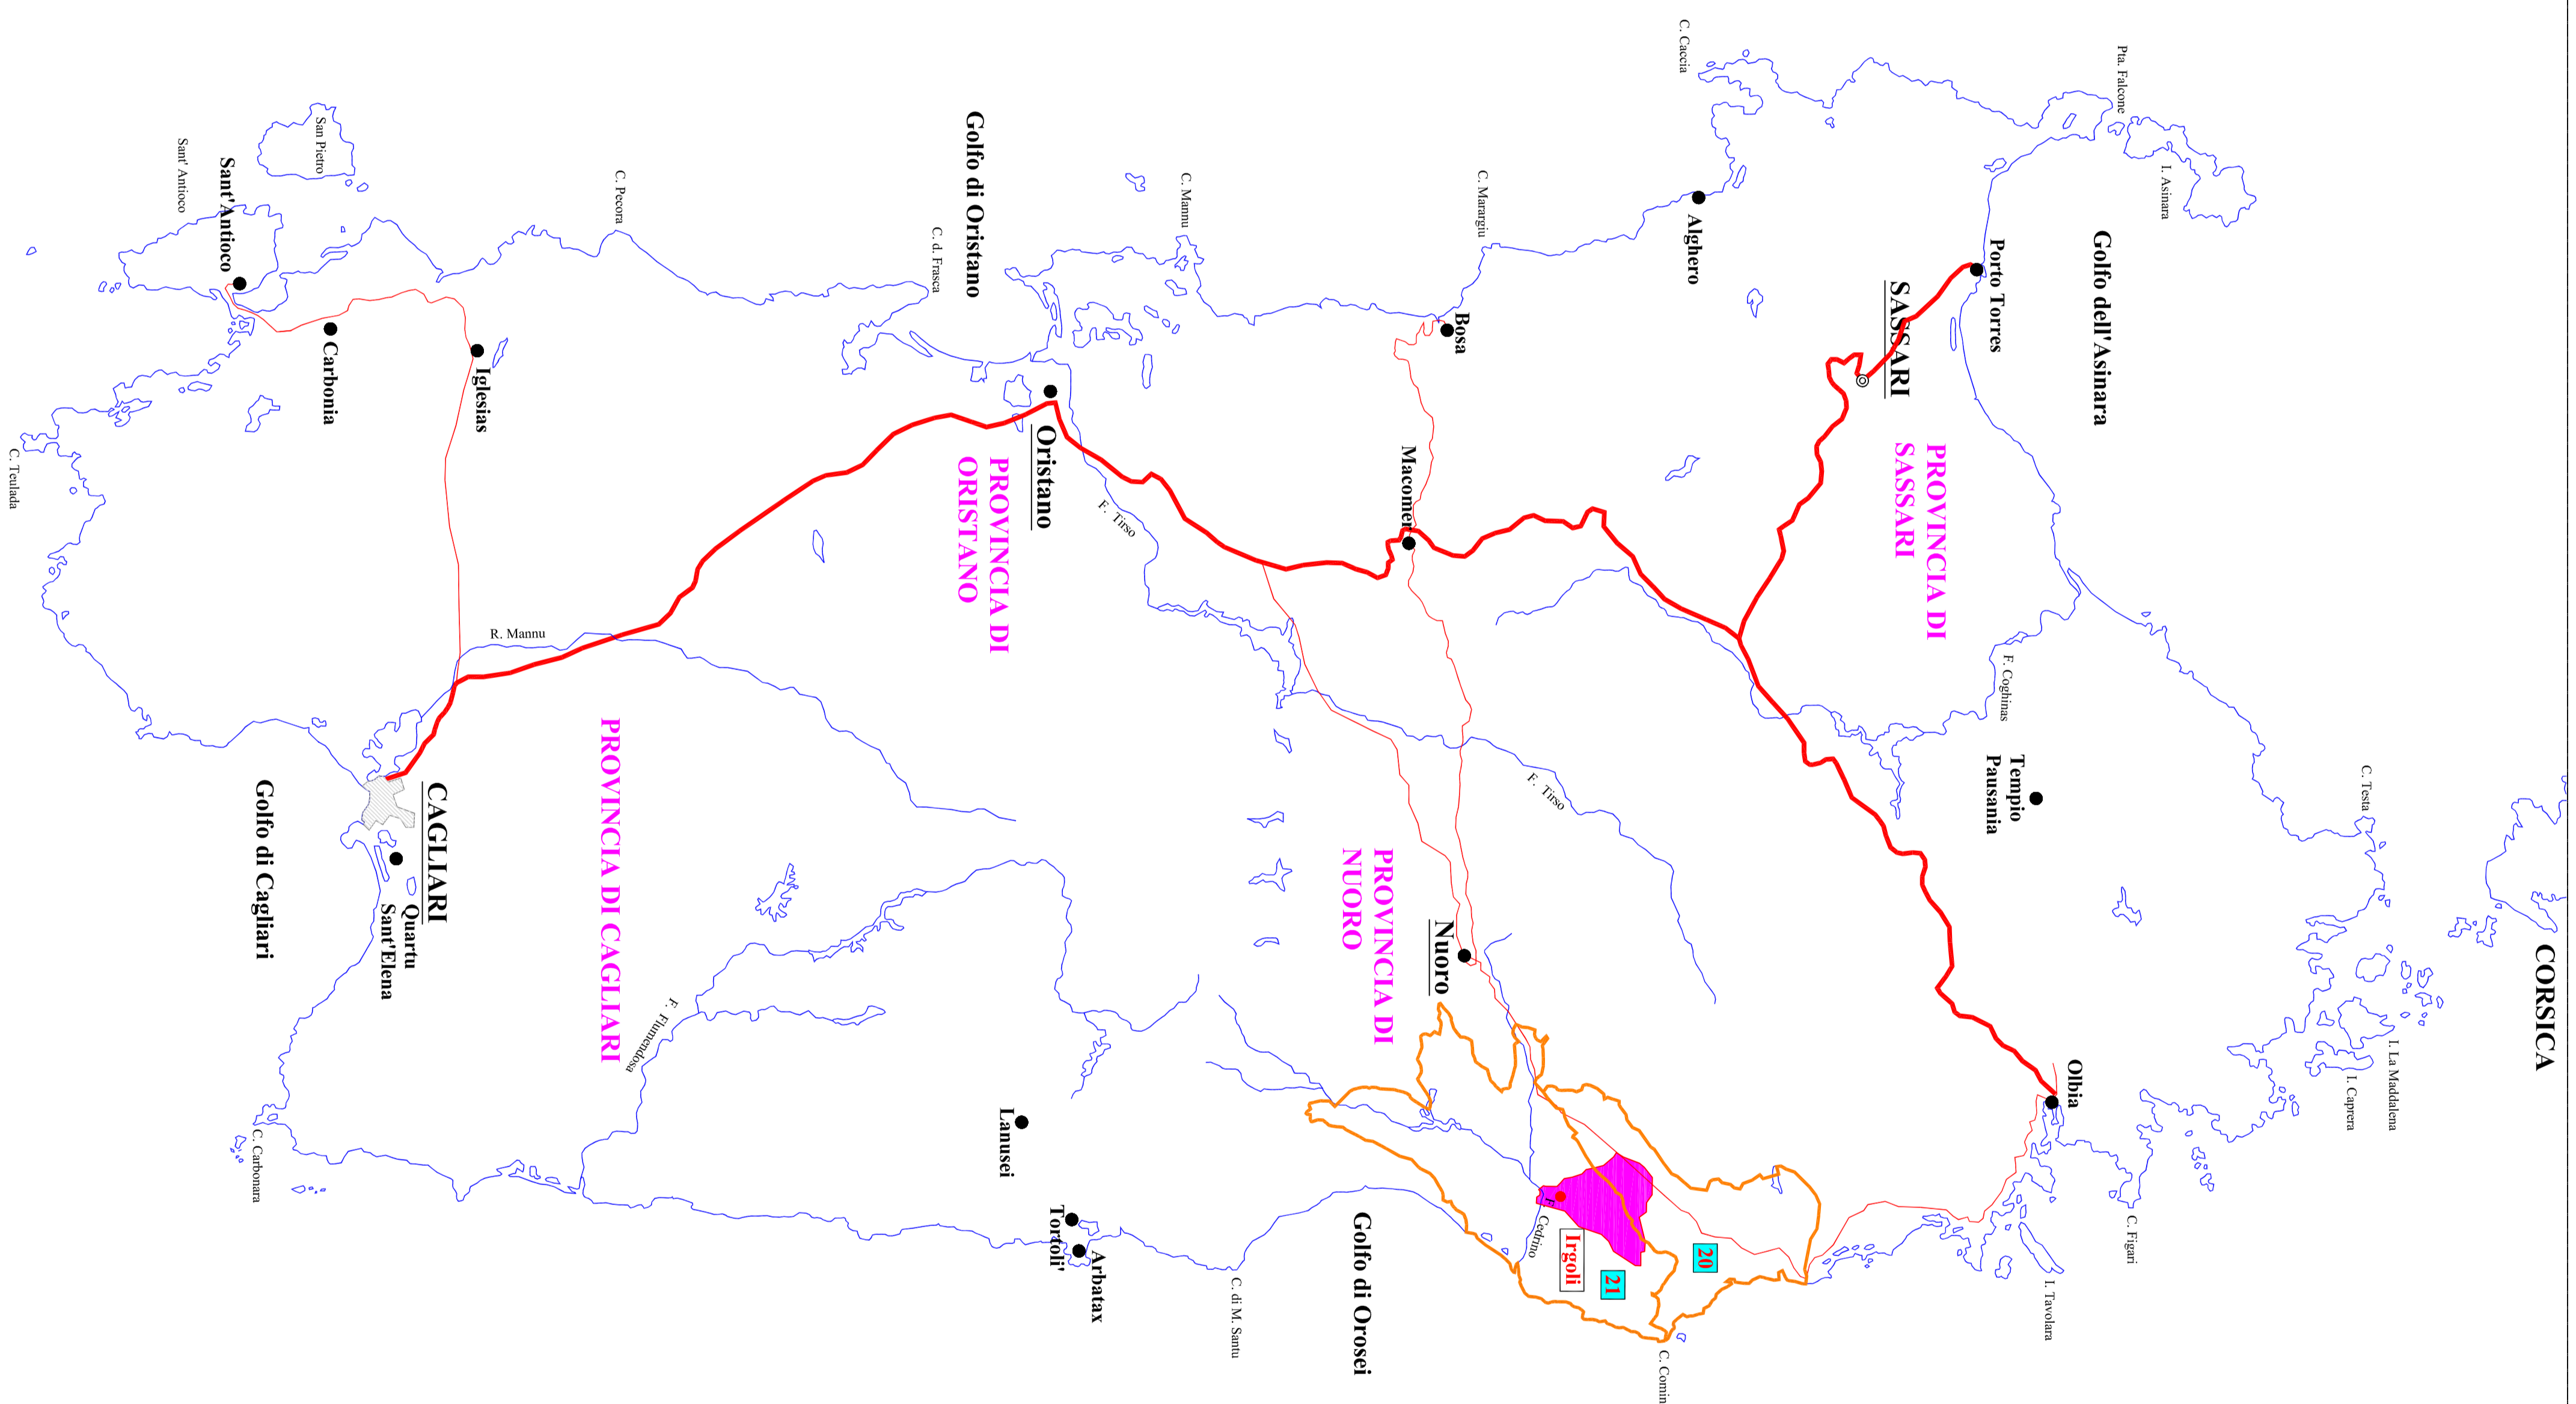 CORSICA
C. Testa
I. La Maddalena
I. Caprera
Pta. Falcone
I. Asinara
Golfo dell'Asinara
C. Figari
Olbia
I. Tavolara
Tempio
Pausania
F. Coghinas
Porto Torres
PROVINCIA DI
SASSARI
SASSARI
C. Caccia
Alghero
20
C. Comin
21
Irgoli
F. Cedrino
F. Tirso
C. Marargiu
Bosa
Macomer
Nuoro
PROVINCIA DI
NUORO
Golfo di Orosei
C. Mannu
C. di M. Santu
F. Tirso
Oristano
Arbatax
Tortoli'
Lanusei
PROVINCIA DI
ORISTANO
Golfo di Oristano
C. d. Frasca
F. Flumendosa
C. Pecora
PROVINCIA DI CAGLIARI
R. Mannu
Iglesias
CAGLIARI
Quartu
Sant'Elena
Carbonia
San Pietro
Golfo di Cagliari
C. Carbonara
Sant'Antioco
Sant' Antioco
C. Teulada